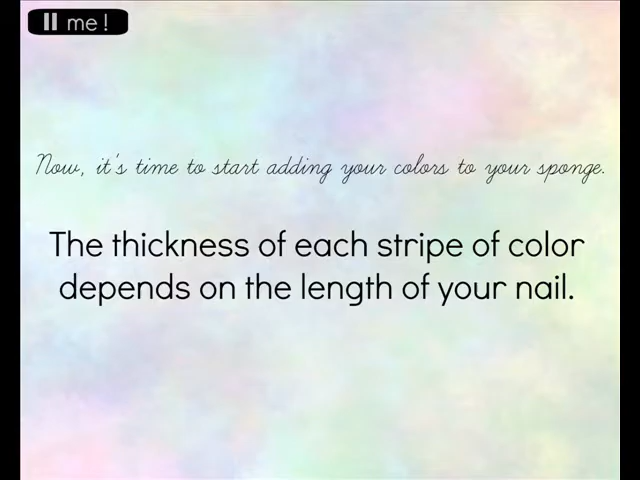 me!
Now, it's time to start adding your colors to your sponge.
The thickness of each stripe of color
depends on the length of your nail.